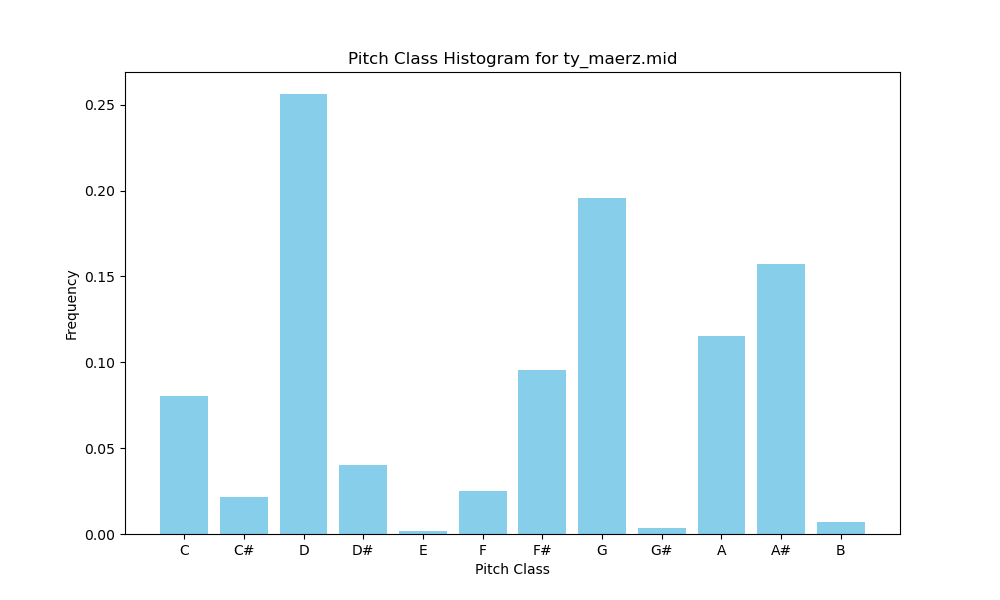 Pitch Class Histogram for ty_maerz.mid
Frequency
0.25
0.20
0.15
0.10
0.05
0.00
C C# D D# E F F# G G# A A# B
Pitch Class